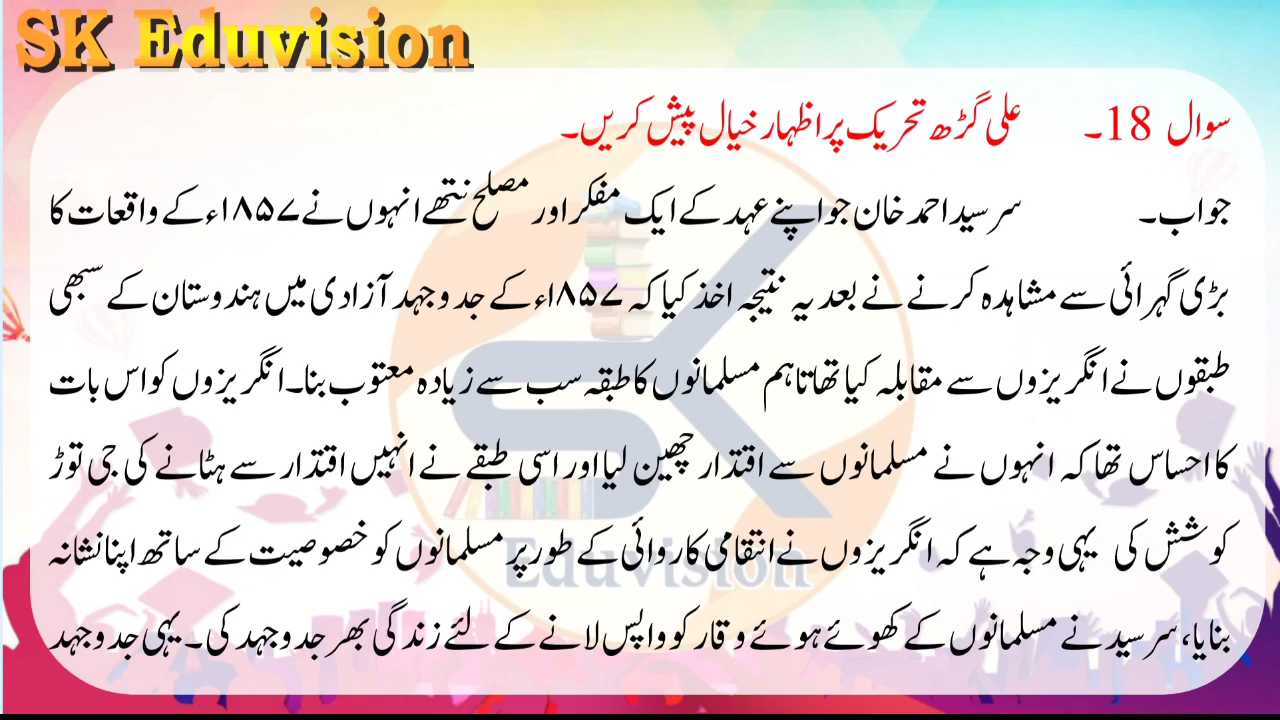 SK Eduvision
سوال 18۔ علی گڑھ تحریک پر اظہار خیال پیش کریں۔
جواب۔ سرسید احمد خان جو اپنے عہد کے ایک مفکر اور مصلح نتھے انہوں نے ۱۸۵۷ء کے واقعات کا
بڑی گہرائی سے مشاہدہ کرنے نے بعد یہ نتیجہ اخذ کیا کہ ۱۸۵۷ء کے جدوجہد آزادی میں ہندوستان کے سبھی
طبقوں نے انگریزوں سے مقابلہ کیا تھا تاہم مسلمانوں کا طبقہ سب سے زیادہ معتوب بنا۔ انگریزوں کو اس بات
کا احساس تھا کہ انہوں نے مسلمانوں سے اقتدار چھین لیا اور اسی طبقے نے انہیں اقتدار سے ہٹانے کی جی توڑ
کوشش کی یہی وجہ ہے کہ انگریزوں نے انتقامی کاروائی کے طور پر مسلمانوں کو خصوصیت کے ساتھ اپنا نشانہ
بنایا، سرسید نے مسلمانوں کے کھوئے ہوئے وقار کو واپس لانے کے لئے زندگی بھر جدوجہد کی۔ یہی جدوجہد
Eduvision